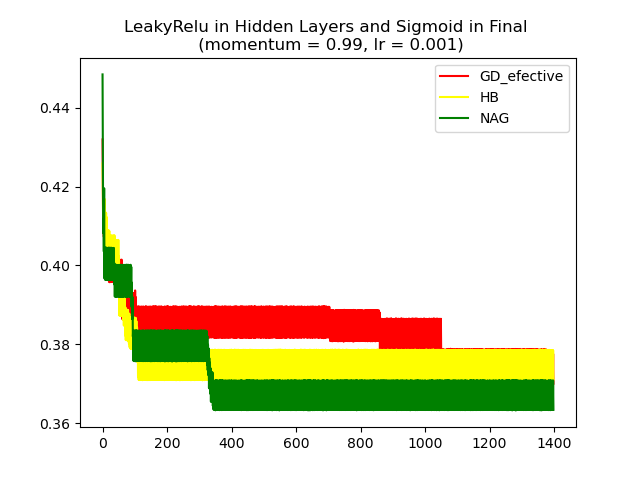 LeakyRelu in Hidden Layers and Sigmoid in Final
(momentum = 0.99, lr = 0.001)
GD_efective
HB
NAG
0.44
0.42
0.40
0.38
0.36
0 200 400 600 800 1000 1200 1400